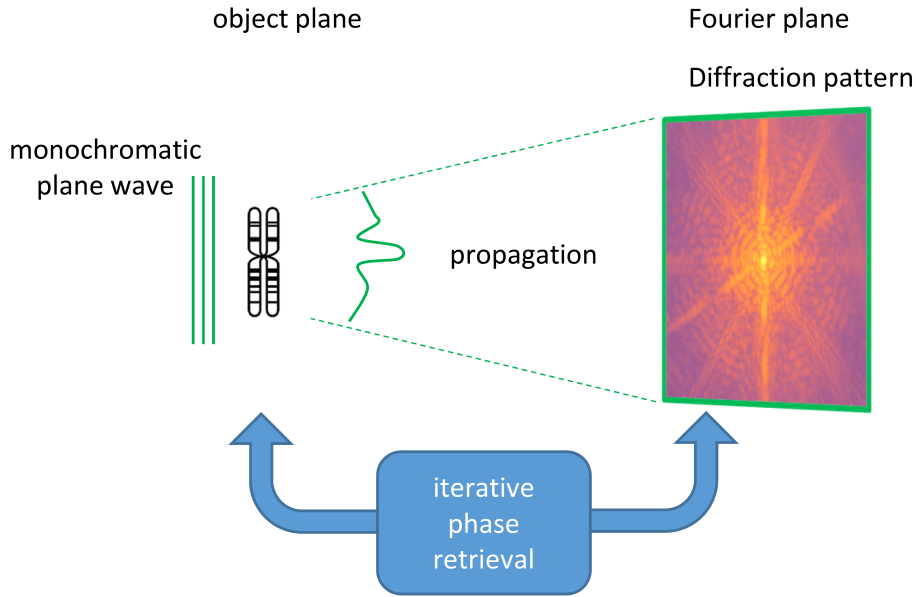 object plane
Fourier plane
Diffraction pattern
monochromatic
plane wave
propagation
iterative
phase
retrieval